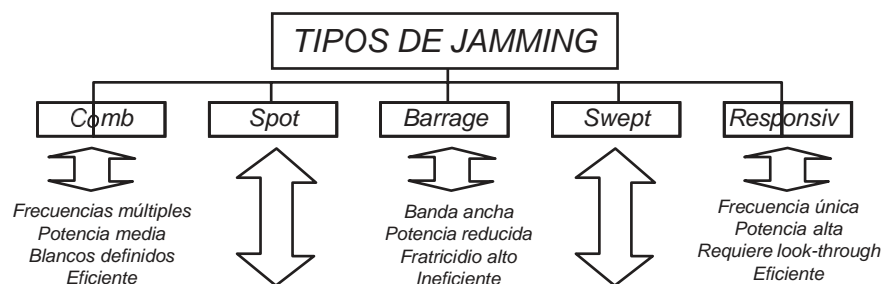 TIPOS DE JAMMING
Comb
Spot
Barrage
Swept
Responsiv
Frecuencias múltiples
Potencia media
Blancos definidos
Eficiente
Banda ancha
Potencia reducida
Fratricidio alto
Ineficiente
Frecuencia única
Potencia alta
Requiere look-through
Eficiente